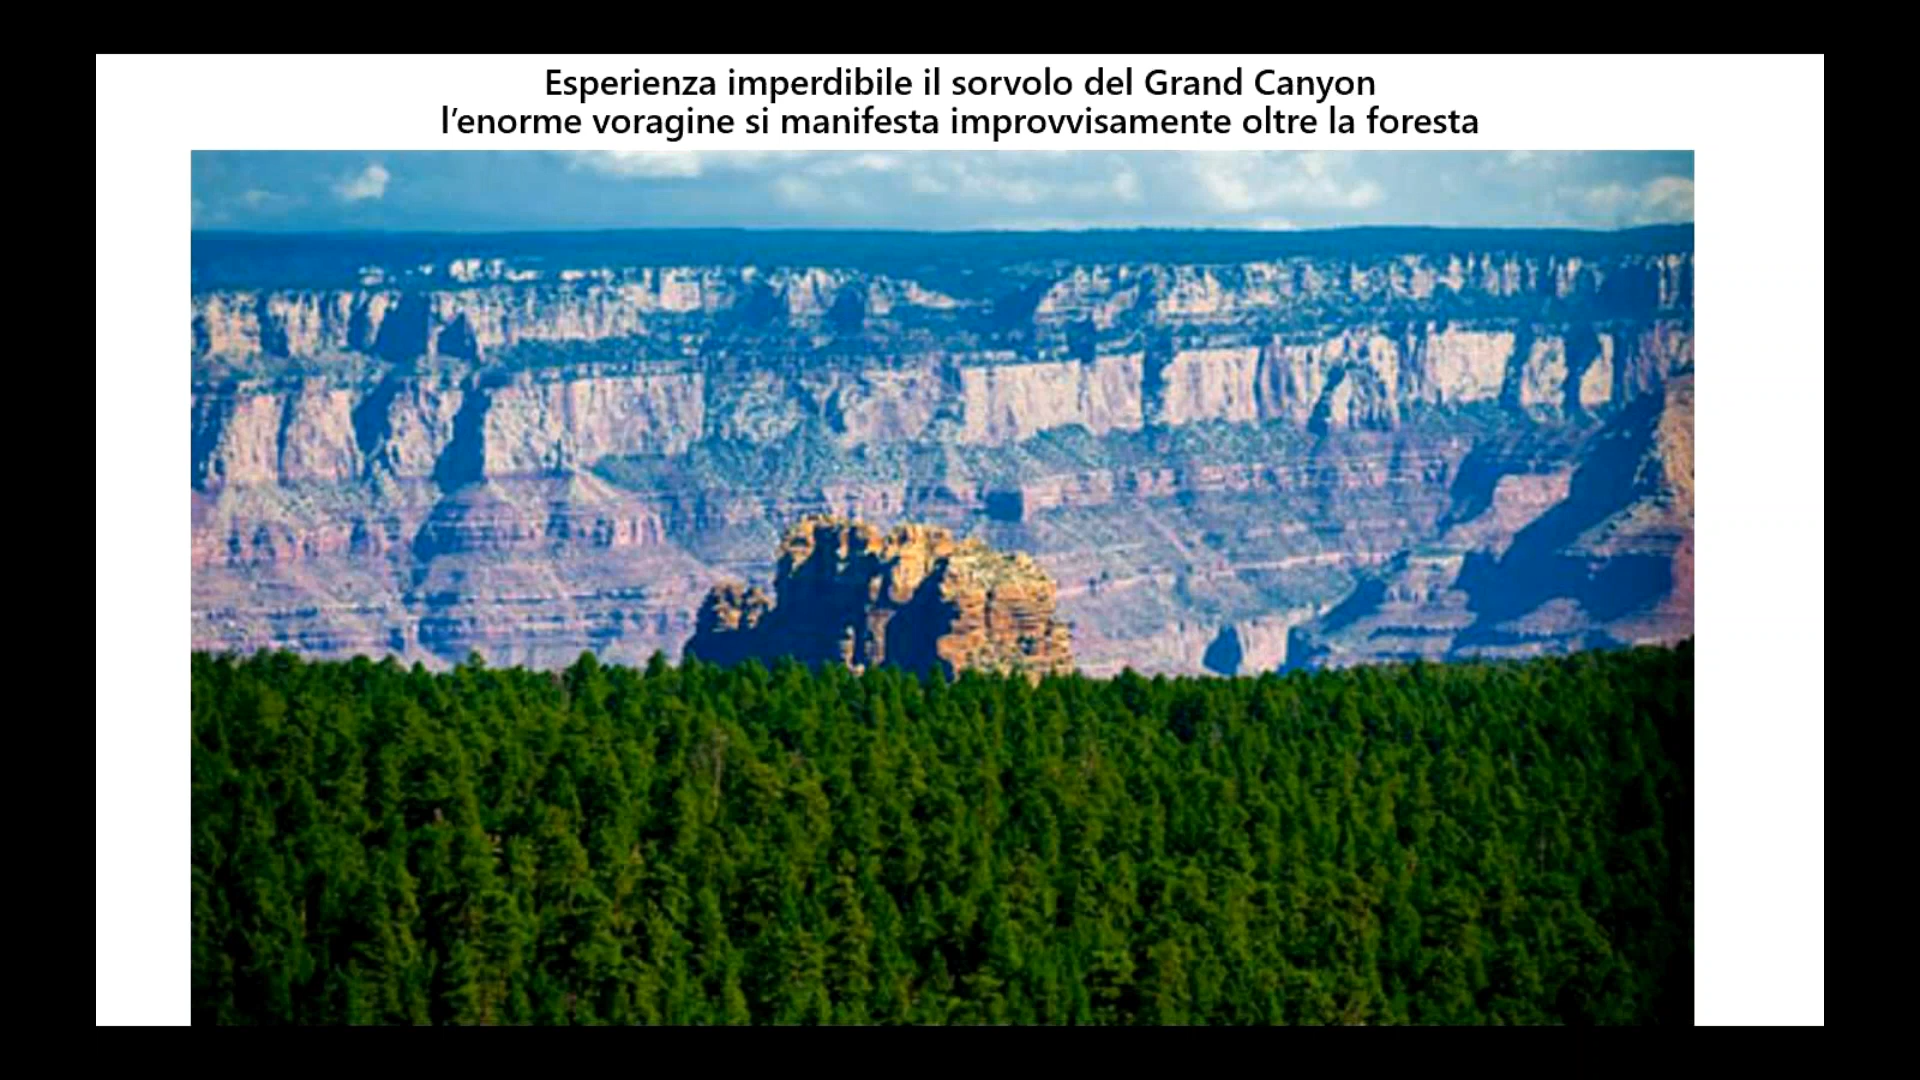 Esperienza imperdibile il sorvolo del Grand Canyon
l’enorme voragine si manifesta improvvisamente oltre la foresta